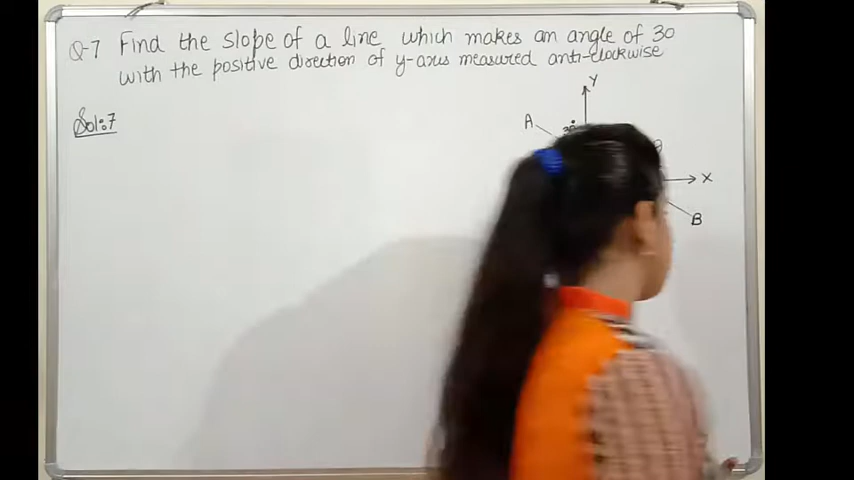 Q-7 Find the slope of a line which makes an angle of 30
with the positive direction of y-axis measured anti-clockwise
Sol:7
Y
A
30
X
B